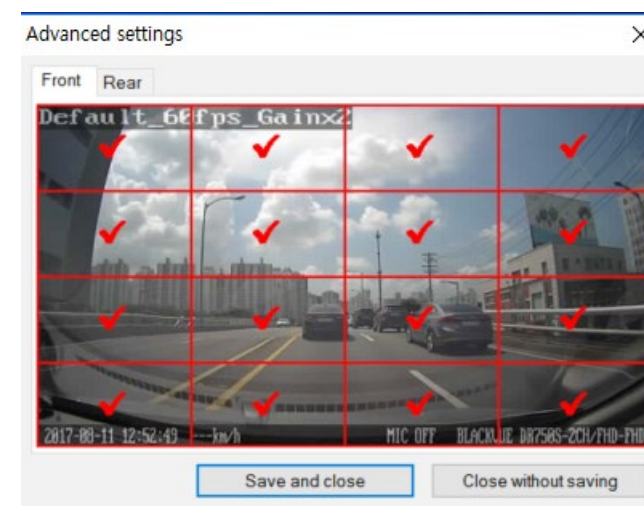 Advanced settings
Front Rear
Default_60fps_Gainx2
2017-08-11 12:52:49 ---km/h MIC OFF BLACKVUE DR750S-2CH/FHD-FHD
Save and close Close without saving